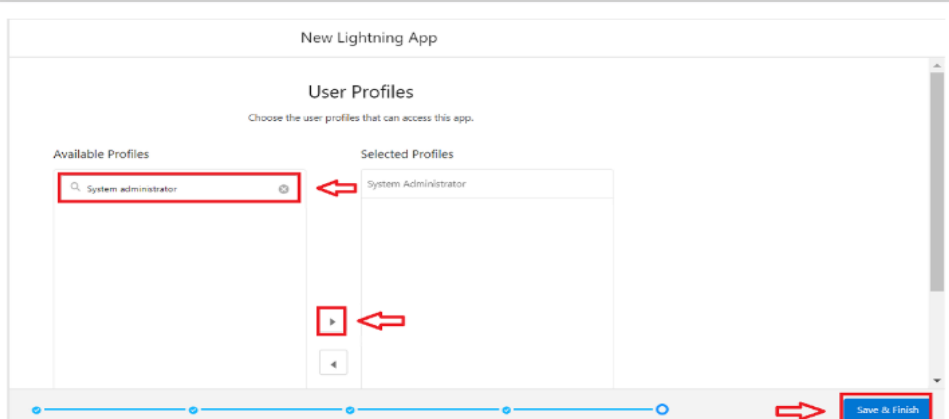 New Lightning App
User Profiles
Choose the user profiles that can access this app.
Available Profiles
Selected Profiles
System administrator
System Administrator
Save & Finish